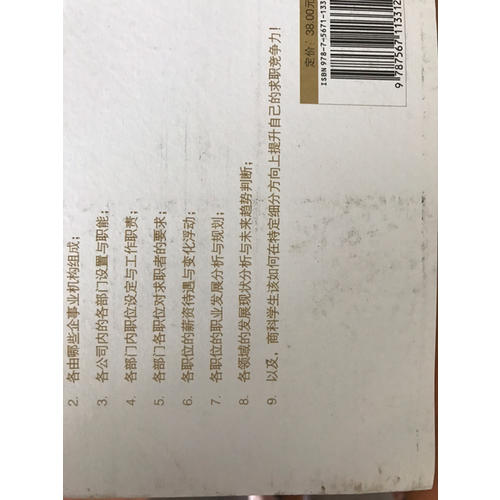 2. 各由哪些企事业机构组成；
3. 各公司内的各部门设置与职能；
4. 各部门内职位设定与工作职责；
5. 各部门各职位对求职者的要求；
6. 各职位的薪资待遇与变化浮动；
7. 各职位的职业发展分析与规划；
8. 各领域的发展现状分析与未来趋势判断；
9. 以及，商科学生该如何在特定细分方向上提升自己的求职竞争力！
定价：38.00元
ISBN 978-7-5671-133
9 787567 113312